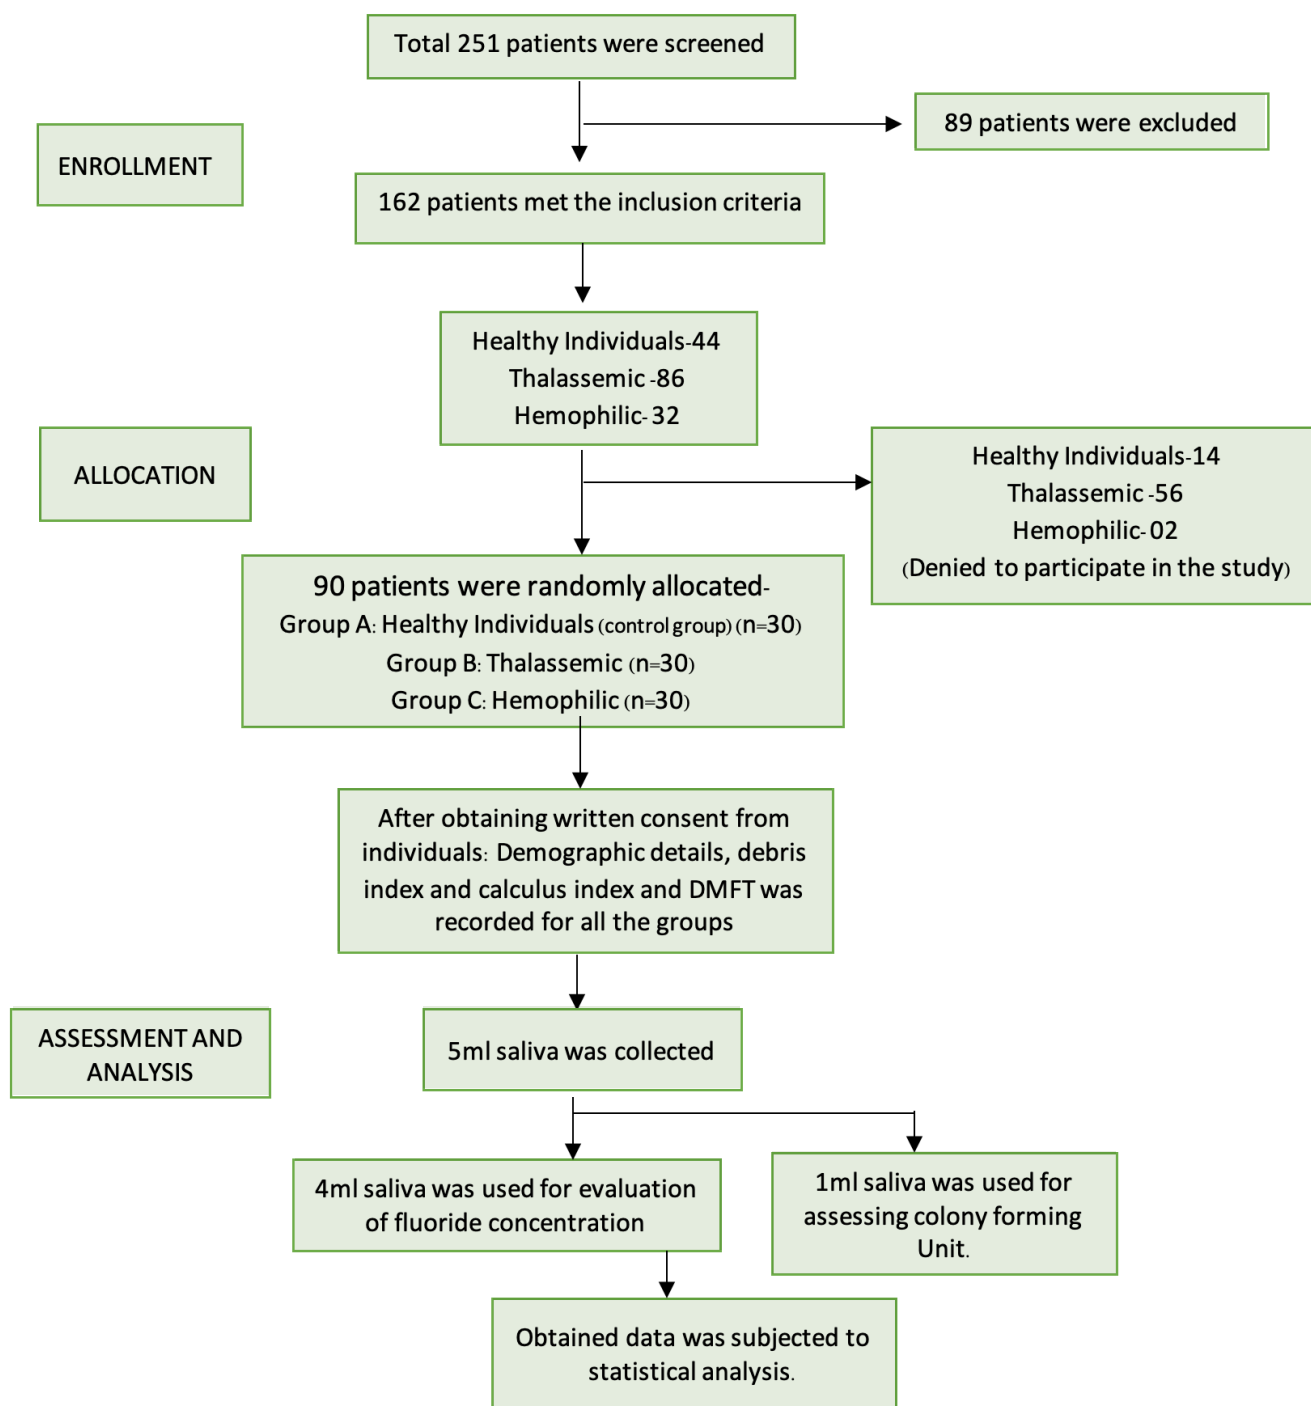 Total 251 patients were screened
89 patients were excluded
ENROLLMENT
162 patients met the inclusion criteria
Healthy Individuals-44
Thalassemic -86
Hemophilic- 32
ALLOCATION
Healthy Individuals-14
Thalassemic -56
Hemophilic- 02
(Denied to participate in the study)
90 patients were randomly allocated-
Group A: Healthy Individuals (control group) (n=30)
Group B: Thalassemic (n=30)
Group C: Hemophilic (n=30)
After obtaining written consent from
individuals: Demographic details, debris
index and calculus index and DMFT was
recorded for all the groups
ASSESSMENT AND
ANALYSIS
5ml saliva was collected
4ml saliva was used for evaluation
of fluoride concentration
1ml saliva was used for
assessing colony forming
Unit.
Obtained data was subjected to
statistical analysis.